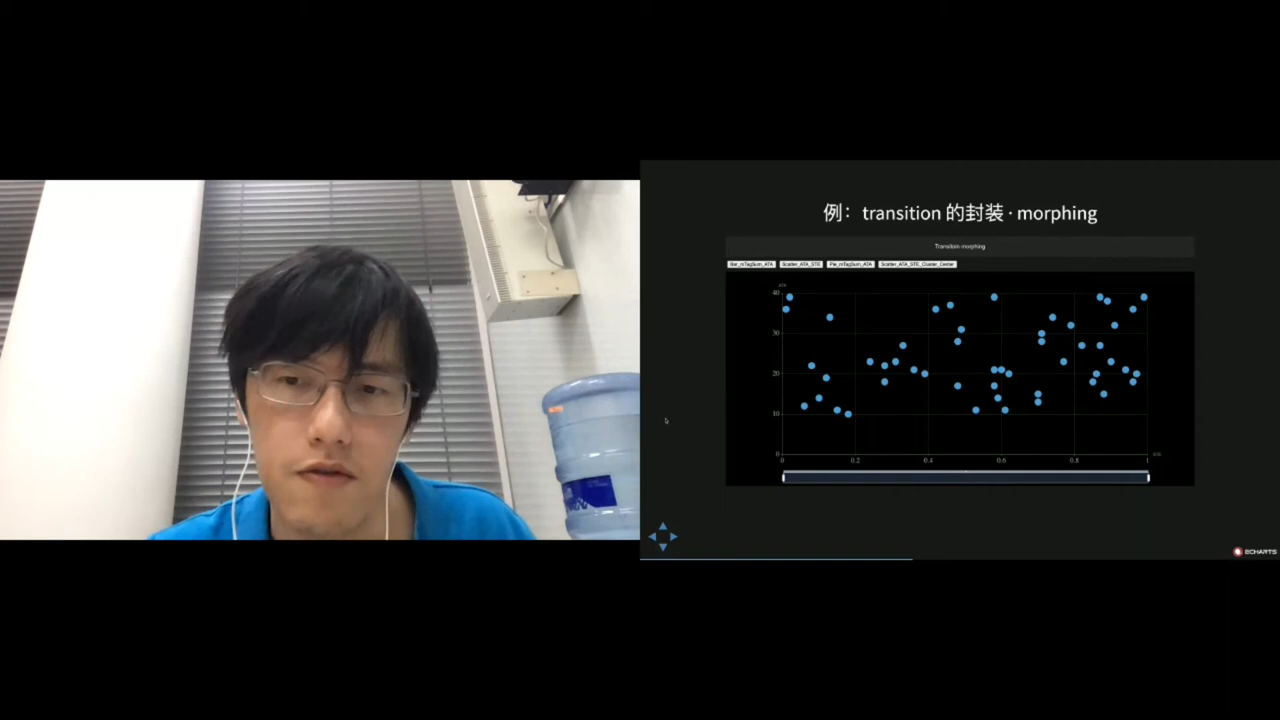 例：transition 的封装 · morphing
Transitoin morphing
Bar_mTagSum_ATA Scatter_ATA_STE Pie_mTagSum_ATA Scatter_ATA_STE_Cluster_Center
40
30
20
10
0
0 0.2 0.4 0.6 0.8 1
ECHARTS